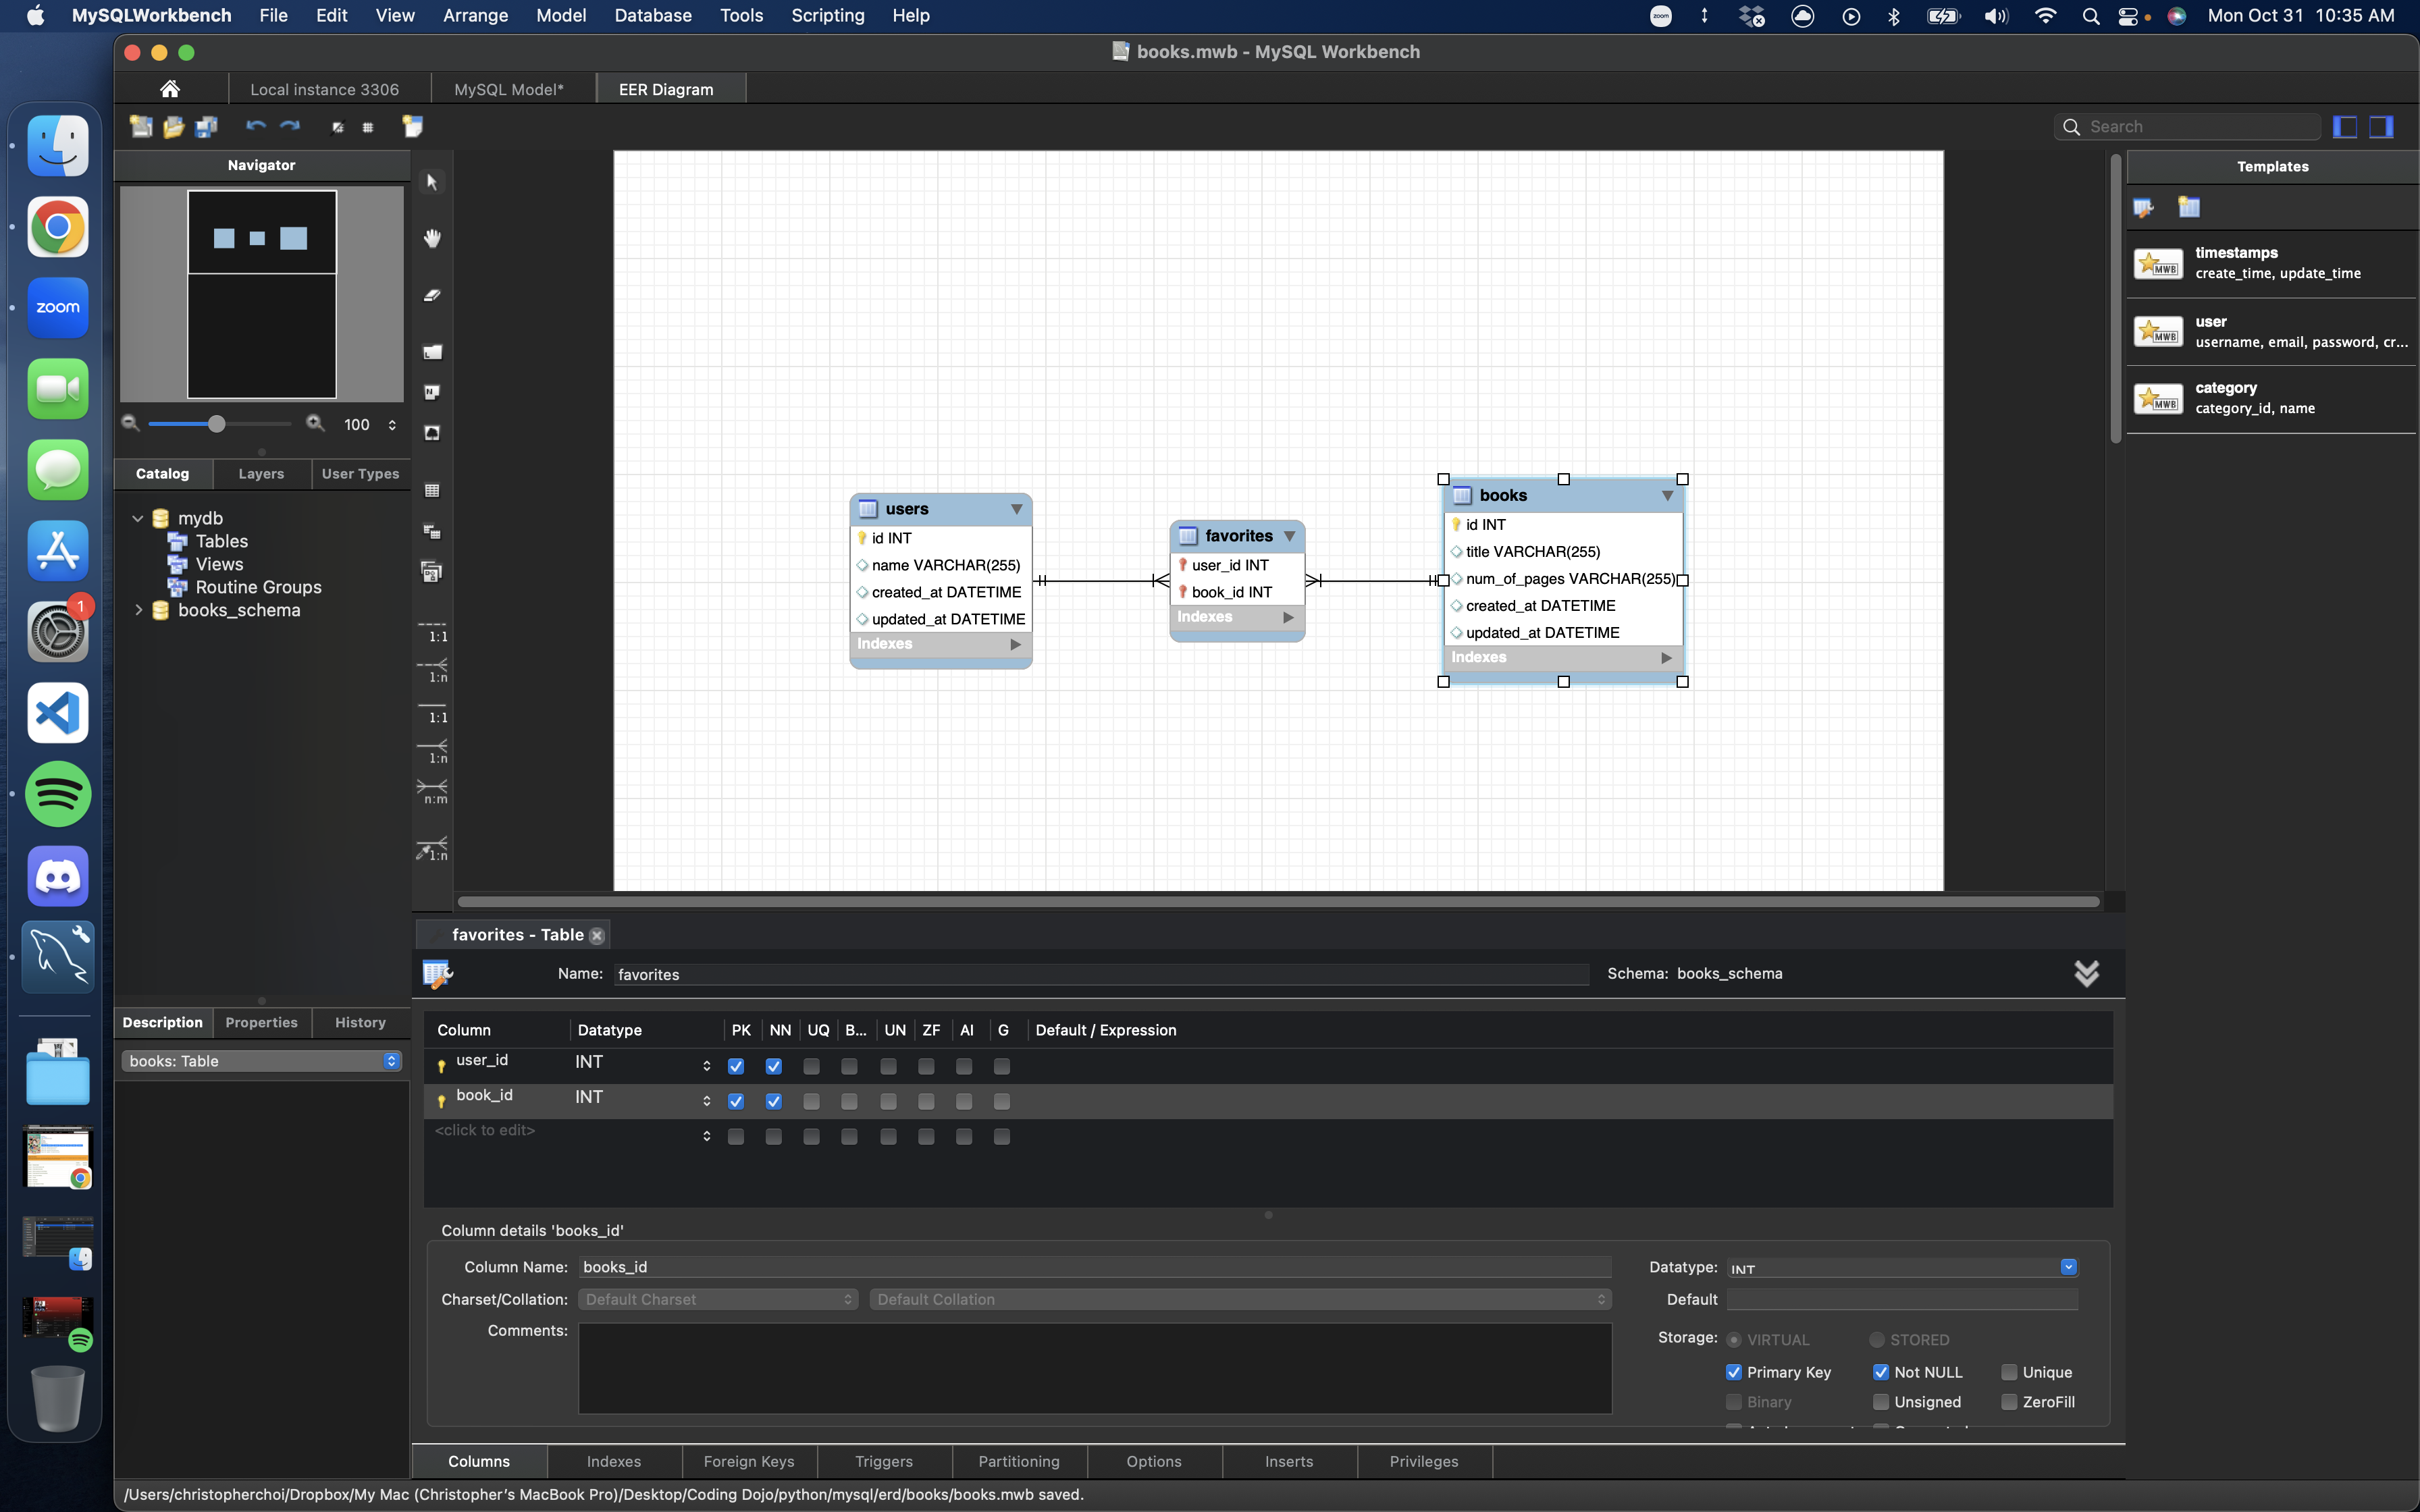 MySQLWorkbench File Edit View Arrange Model Database Tools Scripting Help
zoom
Mon Oct 31 10:35 AM
books.mwb - MySQL Workbench
Local instance 3306 MySQL Model* EER Diagram
Search
Navigator
Templates
100
Catalog Layers User Types
mydb
Tables
Views
Routine Groups
books_schema
timestamps
create_time, update_time
user
username, email, password, cr...
category
category_id, name
MWB
MWB
MWB
zoom
1
1:1
1:n
1:1
1:n
n:m
1:n
users
id INT
name VARCHAR(255)
created_at DATETIME
updated_at DATETIME
Indexes
favorites
user_id INT
book_id INT
Indexes
books
id INT
title VARCHAR(255)
num_of_pages VARCHAR(255)
created_at DATETIME
updated_at DATETIME
Indexes
favorites - Table
Name: favorites Schema: books_schema
Description Properties History
books: Table
Column Datatype PK NN UQ B... UN ZF AI G Default / Expression
user_id INT
book_id INT
<click to edit>
Column details 'books_id'
Column Name: books_id Datatype: INT
Charset/Collation: Default Charset Default Collation Default
Comments: Storage: VIRTUAL STORED
Primary Key Not NULL Unique
Binary Unsigned ZeroFill
Columns Indexes Foreign Keys Triggers Partitioning Options Inserts Privileges
/Users/christopherchoi/Dropbox/My Mac (Christopher's MacBook Pro)/Desktop/Coding Dojo/python/mysql/erd/books/books.mwb saved.